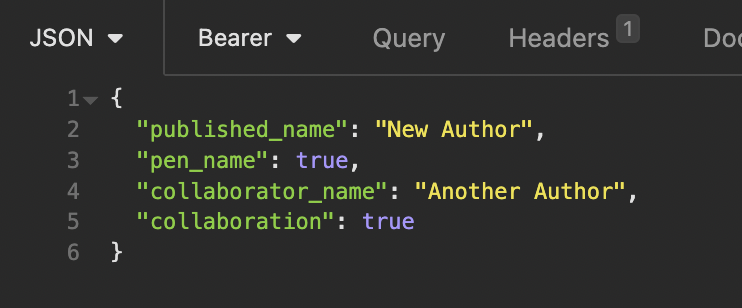 JSON Bearer Query Headers 1 Doc
1 {
2 "published_name": "New Author",
3 "pen_name": true,
4 "collaborator_name": "Another Author",
5 "collaboration": true
6 }